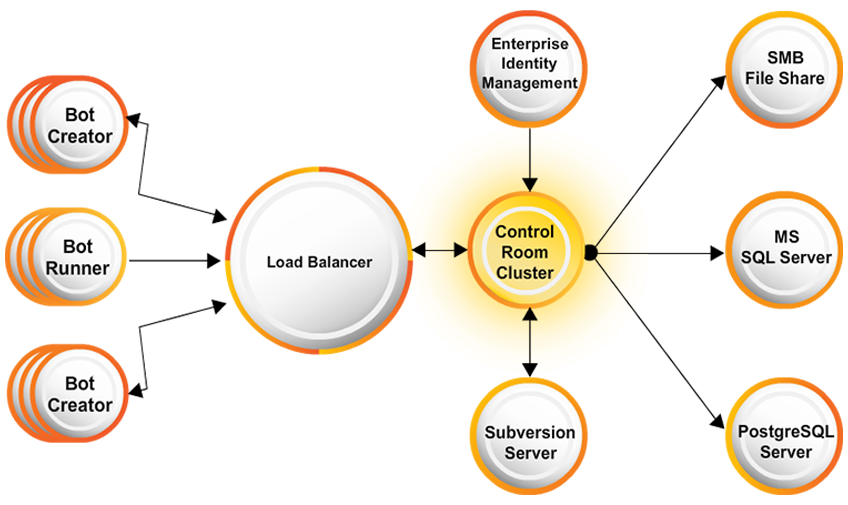 Bot
Creator
Bot
Runner
Bot
Creator
Load Balancer
Enterprise
Identity
Management
Control
Room
Cluster
Subversion
Server
SMB
File Share
MS
SQL Server
PostgreSQL
Server